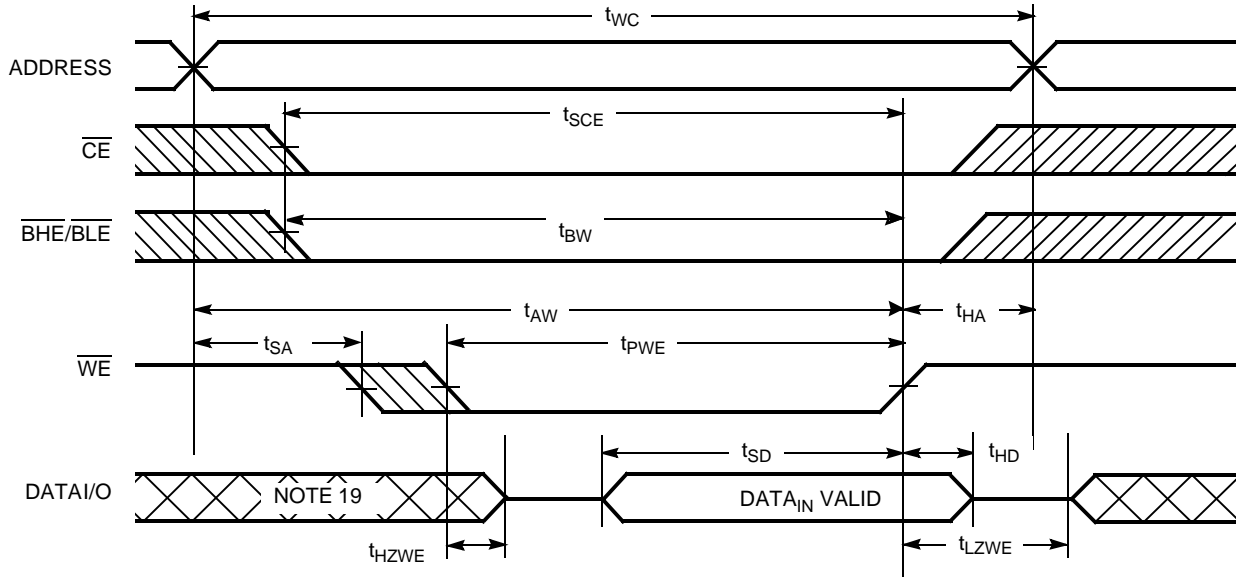 tWC
ADDRESS
tSCE
CE
tBW
BHE/BLE
tAW
tHA
tSA
tPWE
WE
tSD
tHD
DATAI/O
NOTE 19
DATAIN VALID
tHZWE
tLZWE